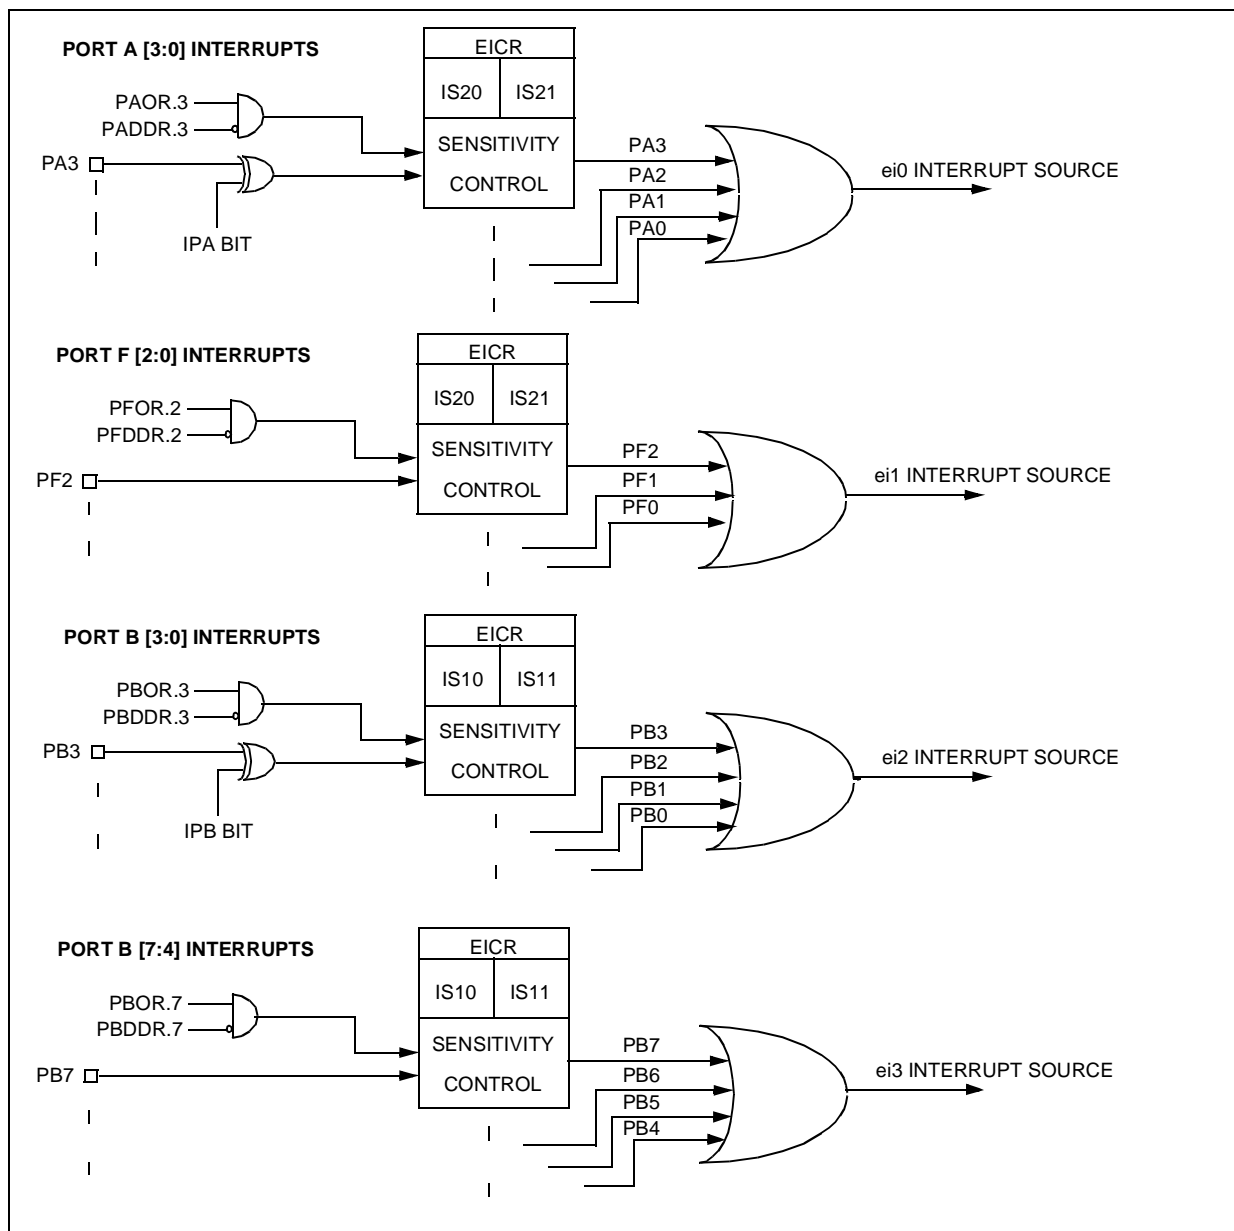 PORT A [3:0] INTERRUPTS
EICR
IS20 IS21
PAOR.3
PADDR.3
SENSITIVITY
CONTROL
PA3
IPA BIT
PA3
PA2
PA1
PA0
ei0 INTERRUPT SOURCE
PORT F [2:0] INTERRUPTS
EICR
IS20 IS21
PFOR.2
PFDDR.2
SENSITIVITY
CONTROL
PF2
PF2
PF1
PF0
ei1 INTERRUPT SOURCE
PORT B [3:0] INTERRUPTS
EICR
IS10 IS11
PBOR.3
PBDDR.3
SENSITIVITY
CONTROL
PB3
IPB BIT
PB3
PB2
PB1
PB0
ei2 INTERRUPT SOURCE
PORT B [7:4] INTERRUPTS
EICR
IS10 IS11
PBOR.7
PBDDR.7
SENSITIVITY
CONTROL
PB7
PB7
PB6
PB5
PB4
ei3 INTERRUPT SOURCE